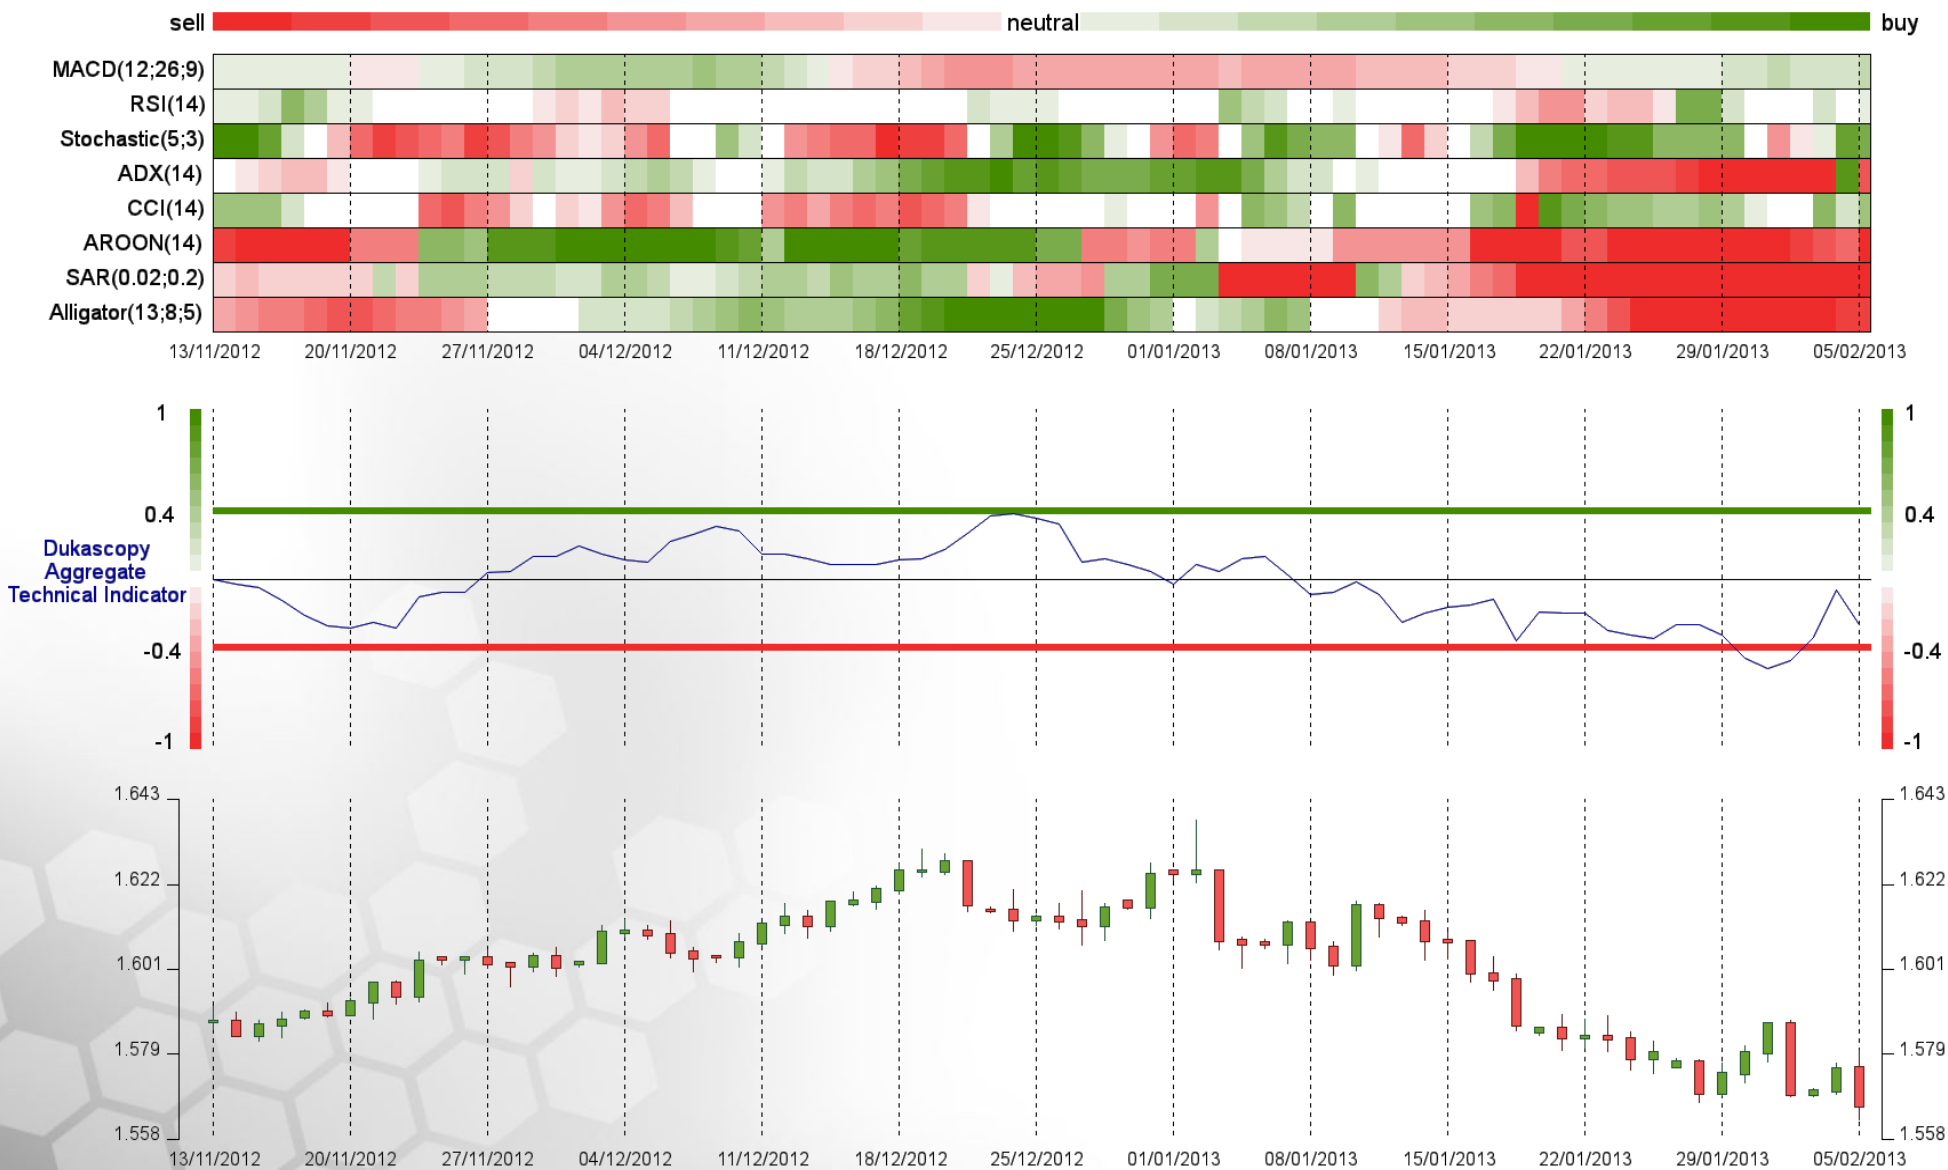 sell neutral buy
MACD(12;26;9)
RSI(14)
Stochastic(5;3)
ADX(14)
CCI(14)
AROON(14)
SAR(0.02;0.2)
Alligator(13;8;5)
13/11/2012 20/11/2012 27/11/2012 04/12/2012 11/12/2012 18/12/2012 25/12/2012 01/01/2013 08/01/2013 15/01/2013 22/01/2013 29/01/2013 05/02/2013
1 1
0.4 0.4
Dukascopy
Aggregate
Technical Indicator
-0.4 -0.4
-1 -1
1.643 1.643
1.622 1.622
1.601 1.601
1.579 1.579
1.558 1.558
13/11/2012 20/11/2012 27/11/2012 04/12/2012 11/12/2012 18/12/2012 25/12/2012 01/01/2013 08/01/2013 15/01/2013 22/01/2013 29/01/2013 05/02/2013